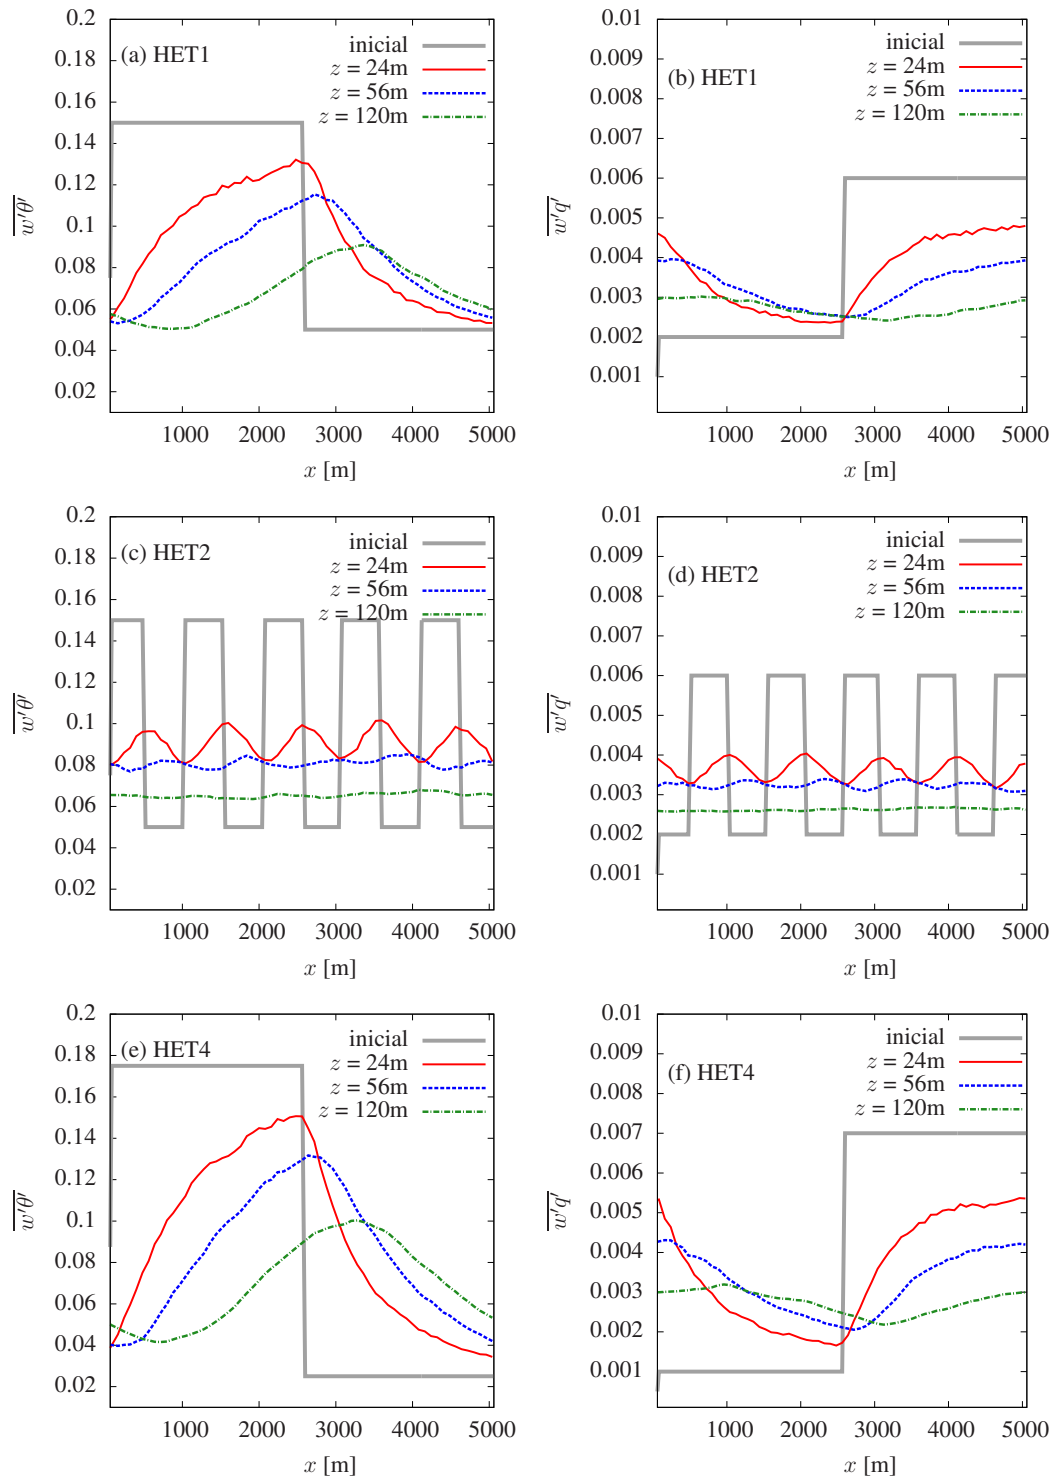 (a) HET1
inicial
z = 24m
z = 56m
z = 120m
0.2
0.18
0.16
0.14
0.12
0.1
0.08
0.06
0.04
0.02
w′θ′
1000 2000 3000 4000 5000
x [m]
(b) HET1
inicial
z = 24m
z = 56m
z = 120m
0.01
0.009
0.008
0.007
0.006
0.005
0.004
0.003
0.002
0.001
w′q′
1000 2000 3000 4000 5000
x [m]
(c) HET2
inicial
z = 24m
z = 56m
z = 120m
0.2
0.18
0.16
0.14
0.12
0.1
0.08
0.06
0.04
0.02
w′θ′
1000 2000 3000 4000 5000
x [m]
(d) HET2
inicial
z = 24m
z = 56m
z = 120m
0.01
0.009
0.008
0.007
0.006
0.005
0.004
0.003
0.002
0.001
w′q′
1000 2000 3000 4000 5000
x [m]
(e) HET4
inicial
z = 24m
z = 56m
z = 120m
0.2
0.18
0.16
0.14
0.12
0.1
0.08
0.06
0.04
0.02
w′θ′
1000 2000 3000 4000 5000
x [m]
(f) HET4
inicial
z = 24m
z = 56m
z = 120m
0.01
0.009
0.008
0.007
0.006
0.005
0.004
0.003
0.002
0.001
w′q′
1000 2000 3000 4000 5000
x [m]